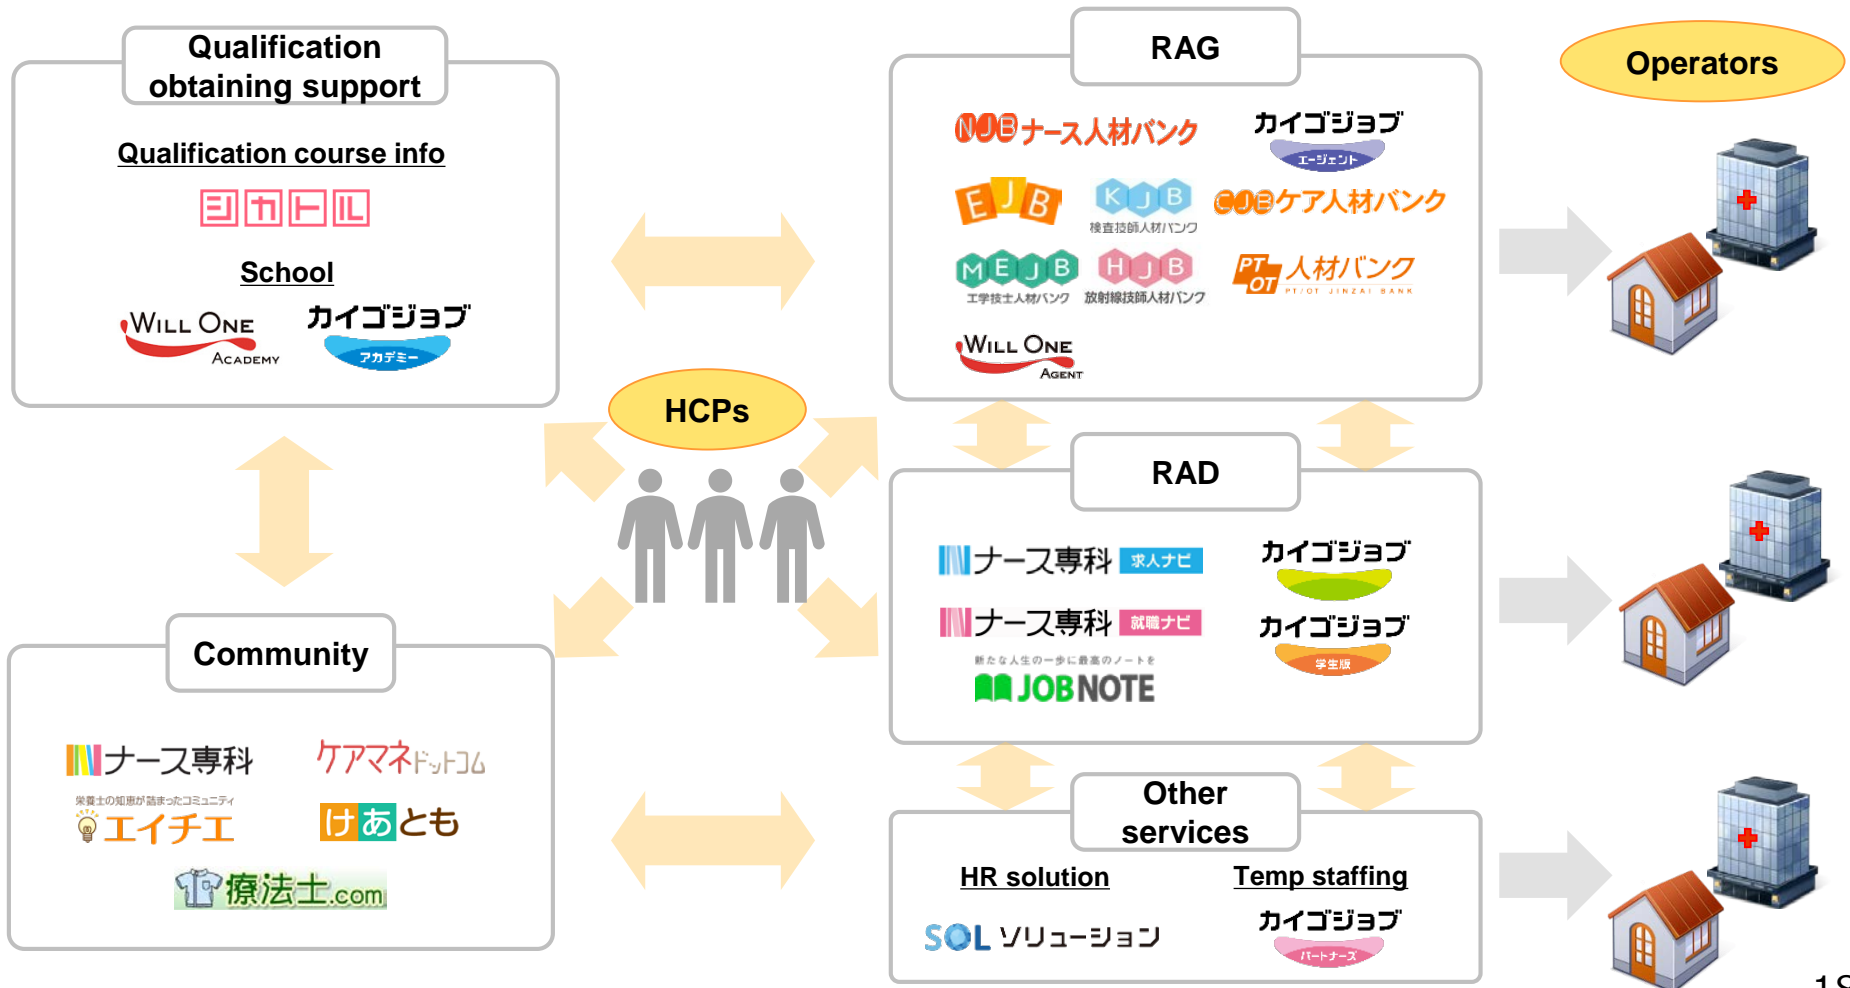 Qualification
obtaining support
Qualification course info
シカトル
School
WILL ONE
ACADEMY
カイゴジョブ
アカデミー
Community
ナース専科
ケアマネドットコム
栄養士の知恵が詰まったコミュニティ
エイチエ
けあとも
療法士.com
HCPs
RAG
NJB ナース人材バンク
カイゴジョブ
エージェント
EJB
KJB
検査技師人材バンク
CJB ケア人材バンク
MEJB
工学技士人材バンク
HJB
放射線技師人材バンク
PT
OT
人材バンク
PT/OT JINZAI BANK
WILL ONE
AGENT
RAD
ナース専科 求人ナビ
カイゴジョブ
ナース専科 就職ナビ
カイゴジョブ
学生版
新たな人生の一歩に最高のノートを
JOB NOTE
Other
services
HR solution
SOL ソリューション
Temp staffing
カイゴジョブ
パートナーズ
Operators